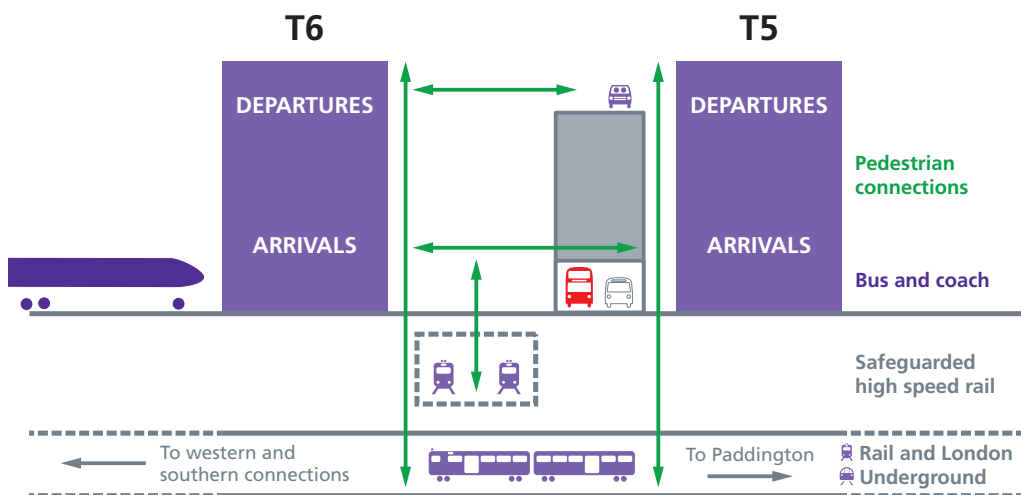 T6
T5
DEPARTURES
DEPARTURES
Pedestrian
connections
ARRIVALS
ARRIVALS
Bus and coach
Safeguarded
high speed rail
To western and
southern connections
To Paddington
Rail and London
Underground